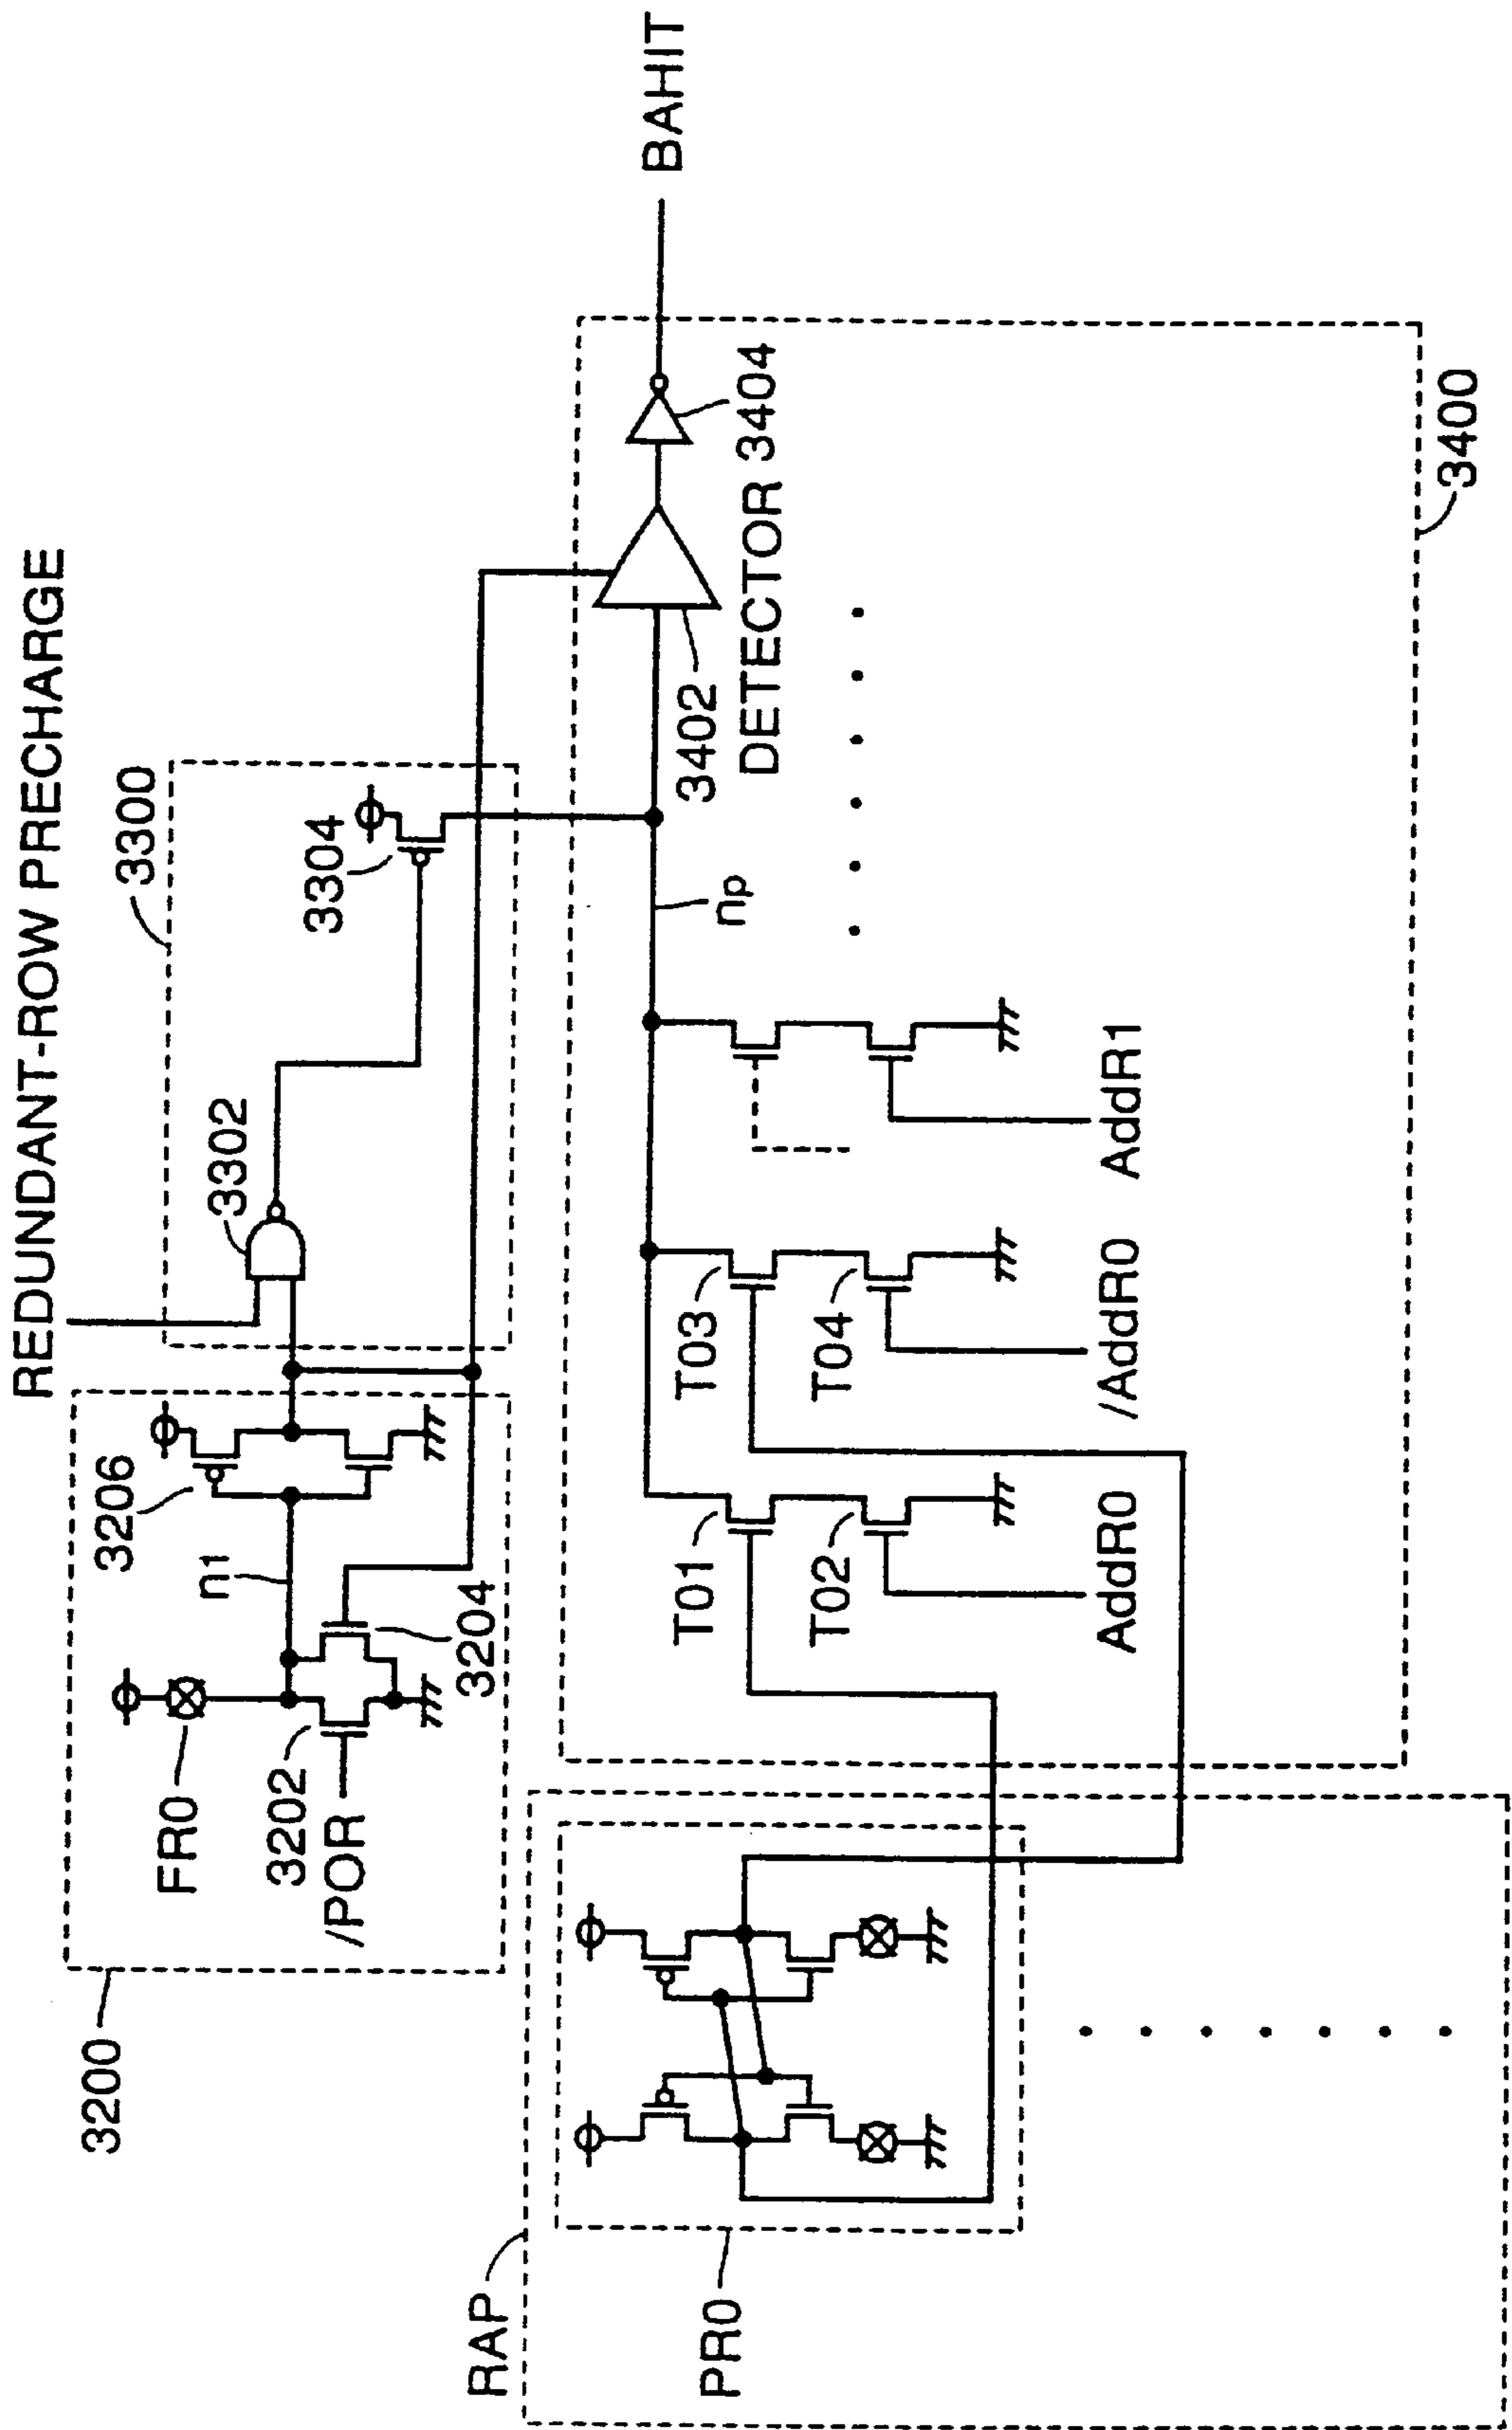 REDUNDANT-ROW PRECHARGE
3200
FR0
3202
/POR
n1
3204
3206
3300
3302
3304
BAHIT
RAP
PR0
T01
T02
AddR0
T03
T04
/AddR0
AddR1
np
3402
DETECTOR 3404
3400